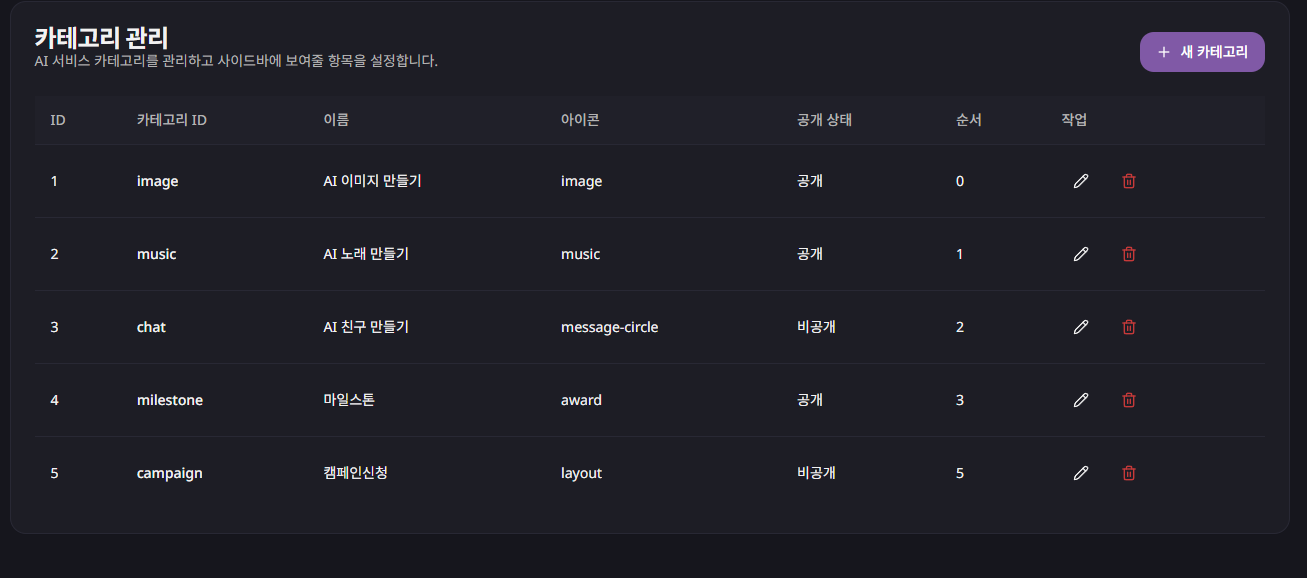 카테고리 관리
AI 서비스 카테고리를 관리하고 사이드바에 보여줄 항목을 설정합니다.
+ 새 카테고리
ID 카테고리 ID 이름 아이콘 공개 상태 순서 작업
1 image AI 이미지 만들기 image 공개 0
2 music AI 노래 만들기 music 공개 1
3 chat AI 친구 만들기 message-circle 비공개 2
4 milestone 마일스톤 award 공개 3
5 campaign 캠페인신청 layout 비공개 5